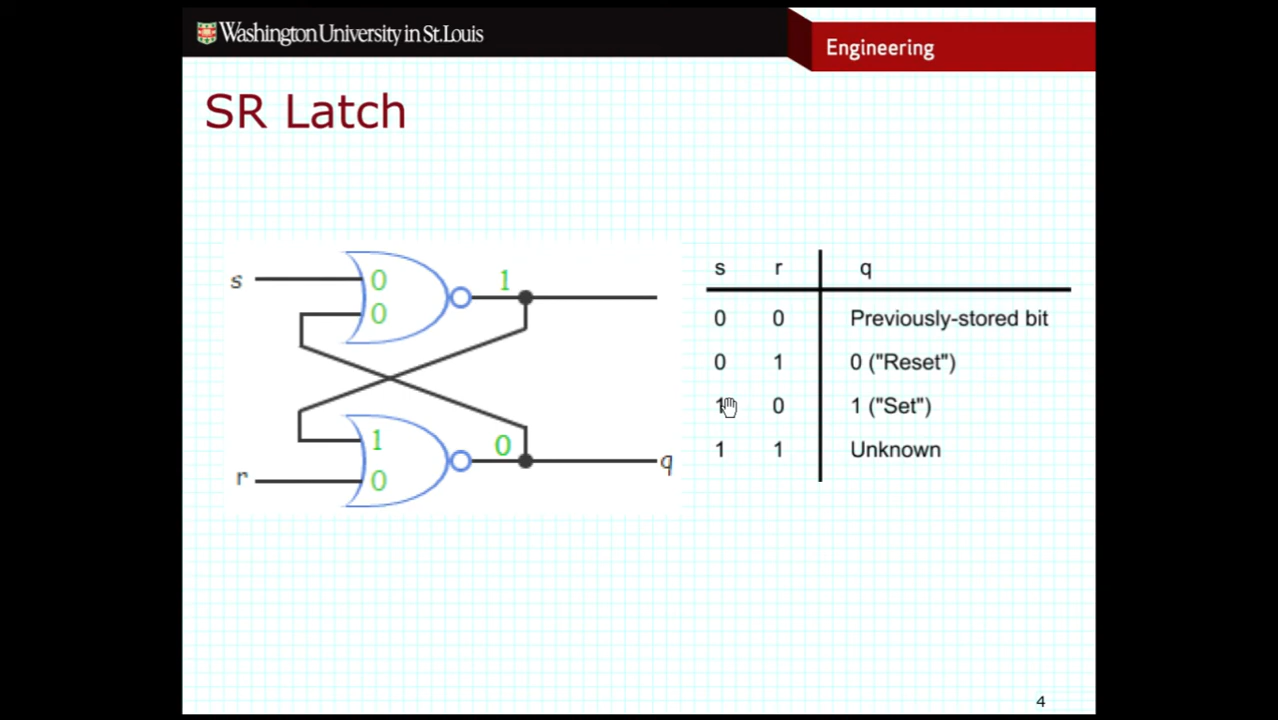 Washington University in St. Louis
Engineering
SR Latch
s 0 1
0
1 0
r 0 q
s r q
0 0 Previously-stored bit
0 1 0 ("Reset")
1 0 1 ("Set")
1 1 Unknown
4